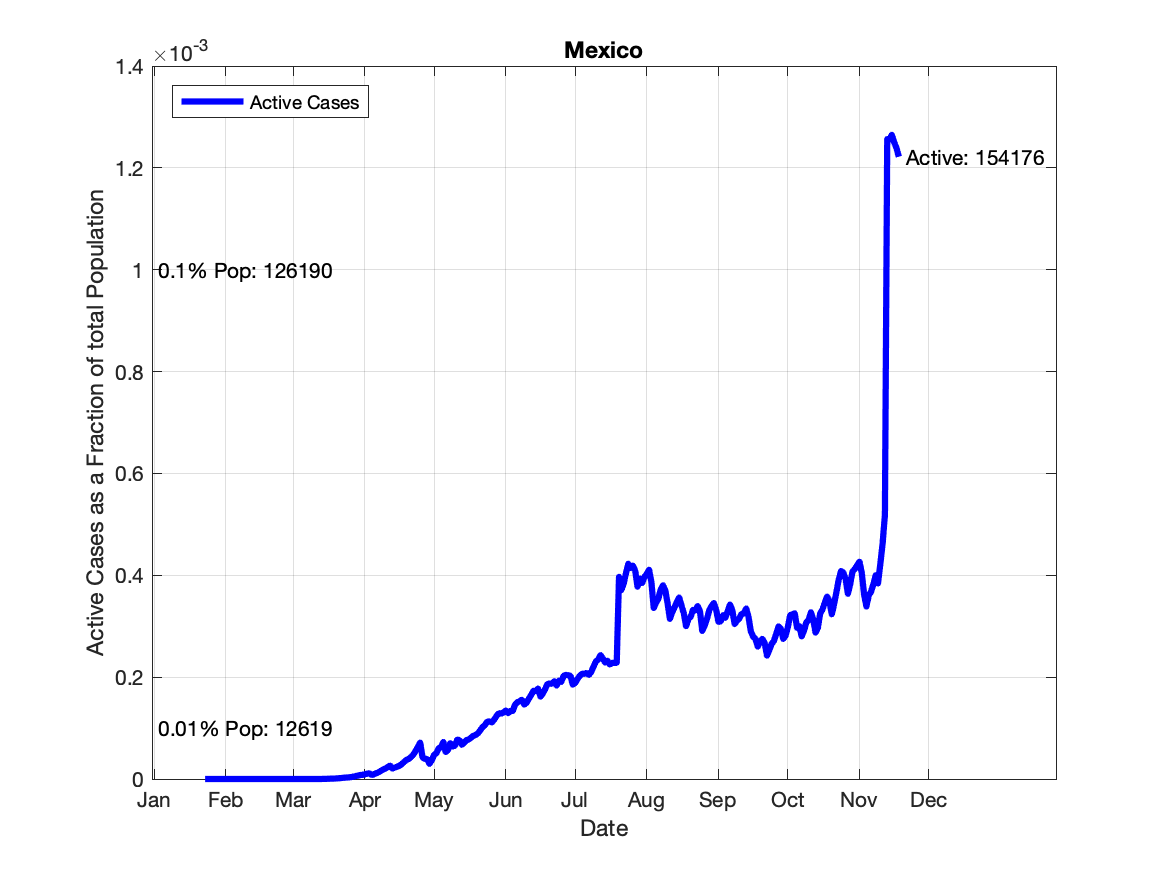 Mexico
×10-3
1.4
1.2
1
0.8
0.6
0.4
0.2
0
Active Cases
Active: 154176
0.1% Pop: 126190
0.01% Pop: 12619
Active Cases as a Fraction of total Population
Jan Feb Mar Apr May Jun Jul Aug Sep Oct Nov Dec
Date